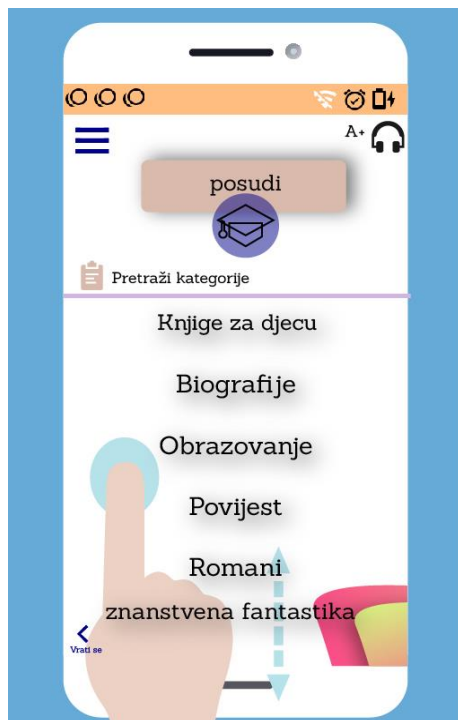 A+
posudi
Pretraži kategorije
Knjige za djecu
Biografije
Obrazovanje
Povijest
Romani
znanstvena fantastika
Vrati se